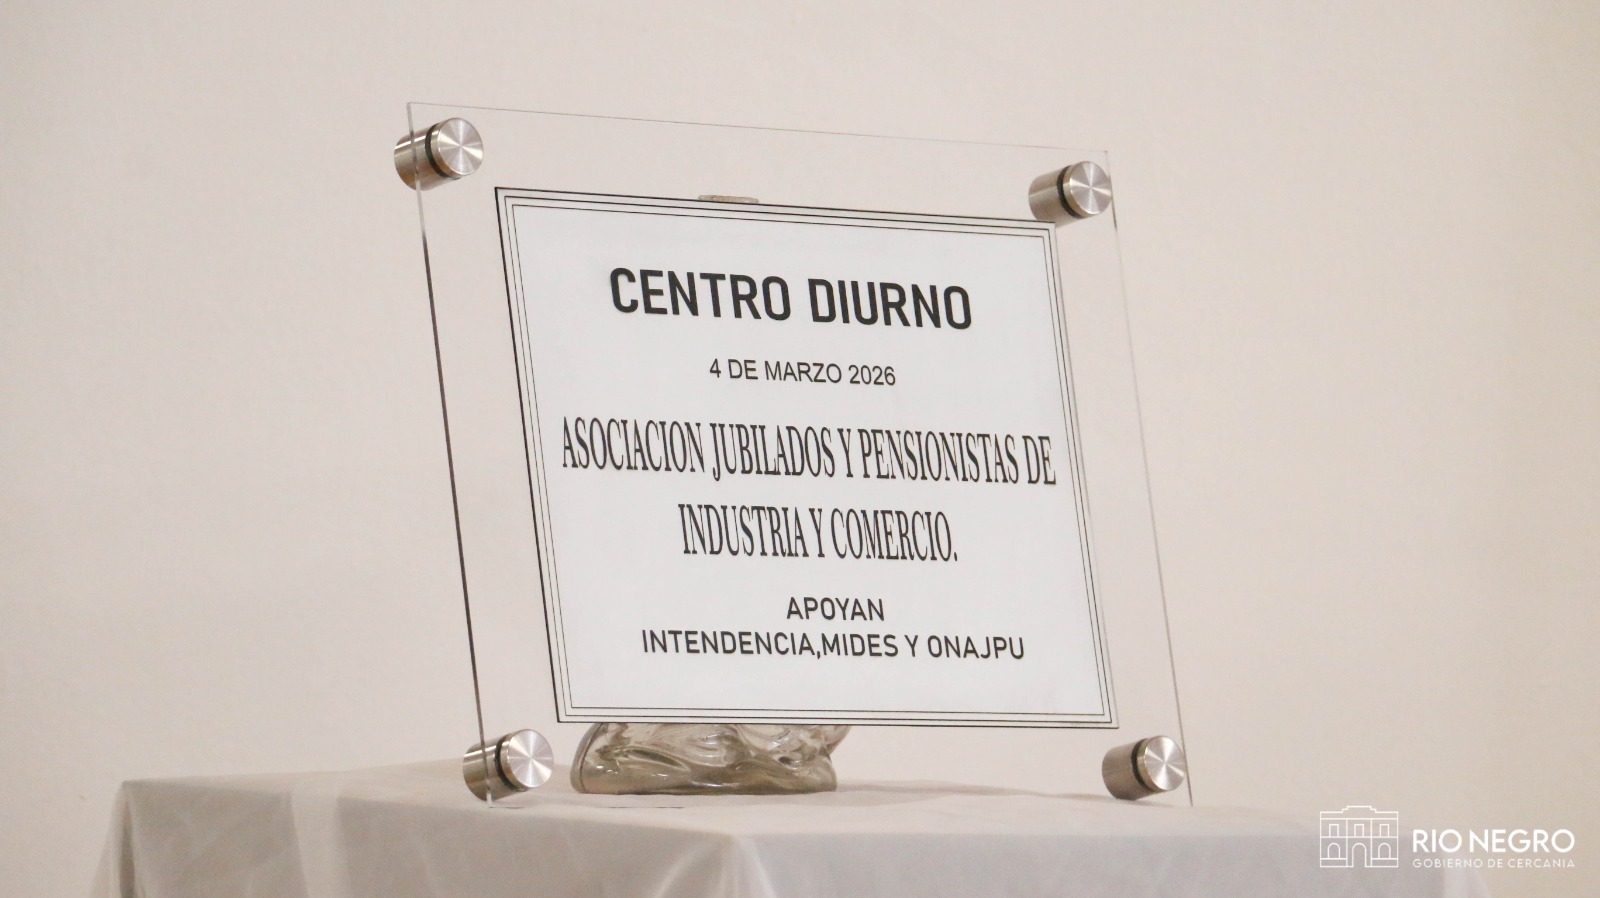 CENTRO DIURNO
4 DE MARZO 2026
ASOCIACION JUBILADOS Y PENSIONISTAS DE
INDUSTRIA Y COMERCIO.
APOYAN
INTENDENCIA,MIDES Y ONAJPU
RIO NEGRO
GOBIERNO DE CERCANIA